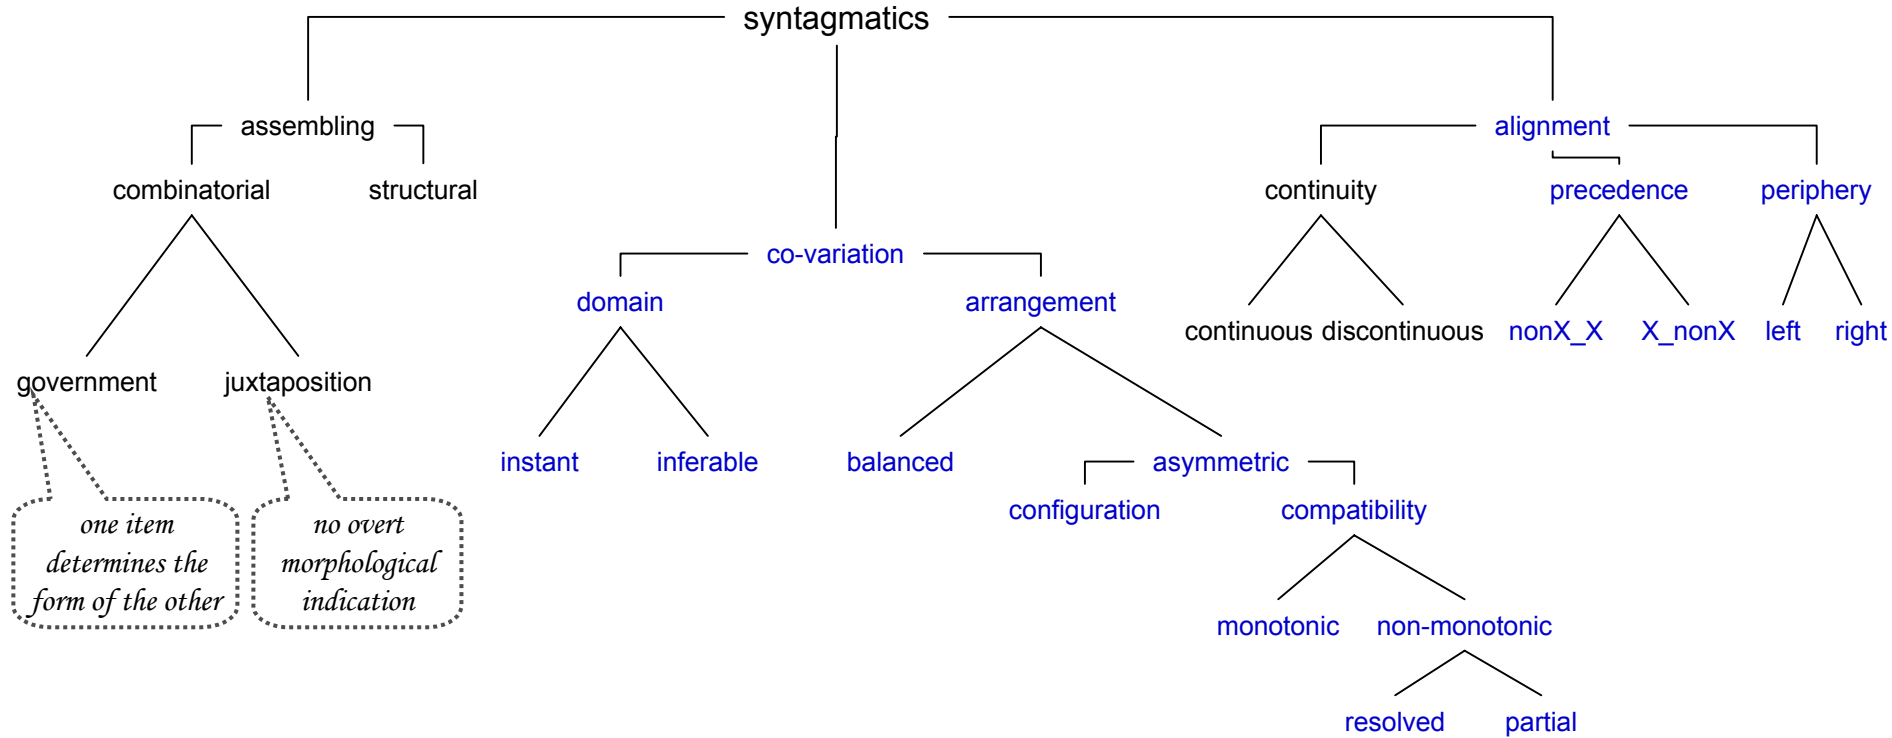 syntagmatics
assembling
alignment
combinatorial
structural
continuity
precedence
periphery
co-variation
domain
arrangement
continuous discontinuous
nonX_X
X_nonX
left
right
government
juxtaposition
instant
inferable
balanced
asymmetric
configuration
compatibility
one item
determines the
form of the other
no overt
morphological
indication
monotonic
non-monotonic
resolved
partial